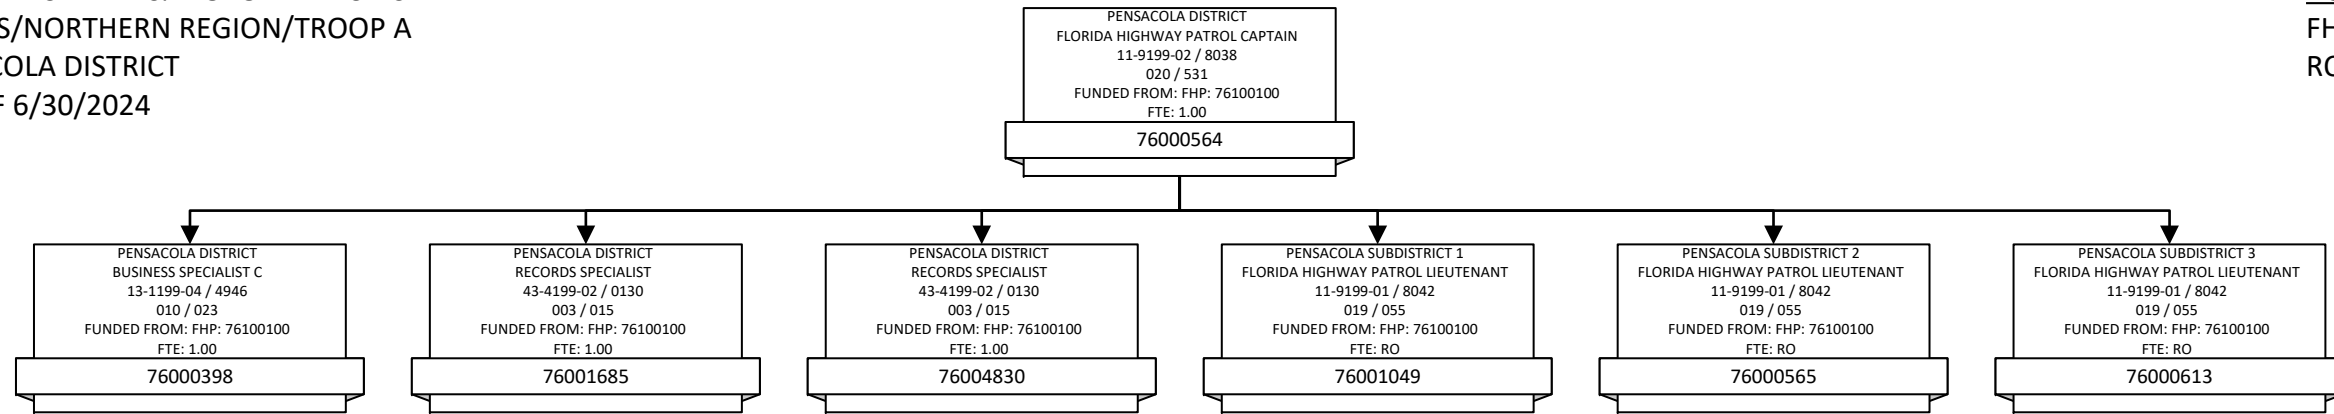 S/NORTHERN REGION/TROOP A
COLA DISTRICT
F 6/30/2024
FH
RO
PENSACOLA DISTRICT
FLORIDA HIGHWAY PATROL CAPTAIN
11-9199-02 / 8038
020 / 531
FUNDED FROM: FHP: 76100100
FTE: 1.00
76000564
PENSACOLA DISTRICT
BUSINESS SPECIALIST C
13-1199-04 / 4946
010 / 023
FUNDED FROM: FHP: 76100100
FTE: 1.00
76000398
PENSACOLA DISTRICT
RECORDS SPECIALIST
43-4199-02 / 0130
003 / 015
FUNDED FROM: FHP: 76100100
FTE: 1.00
76001685
PENSACOLA DISTRICT
RECORDS SPECIALIST
43-4199-02 / 0130
003 / 015
FUNDED FROM: FHP: 76100100
FTE: 1.00
76004830
PENSACOLA SUBDISTRICT 1
FLORIDA HIGHWAY PATROL LIEUTENANT
11-9199-01 / 8042
019 / 055
FUNDED FROM: FHP: 76100100
FTE: RO
76001049
PENSACOLA SUBDISTRICT 2
FLORIDA HIGHWAY PATROL LIEUTENANT
11-9199-01 / 8042
019 / 055
FUNDED FROM: FHP: 76100100
FTE: RO
76000565
PENSACOLA SUBDISTRICT 3
FLORIDA HIGHWAY PATROL LIEUTENANT
11-9199-01 / 8042
019 / 055
FUNDED FROM: FHP: 76100100
FTE: RO
76000613